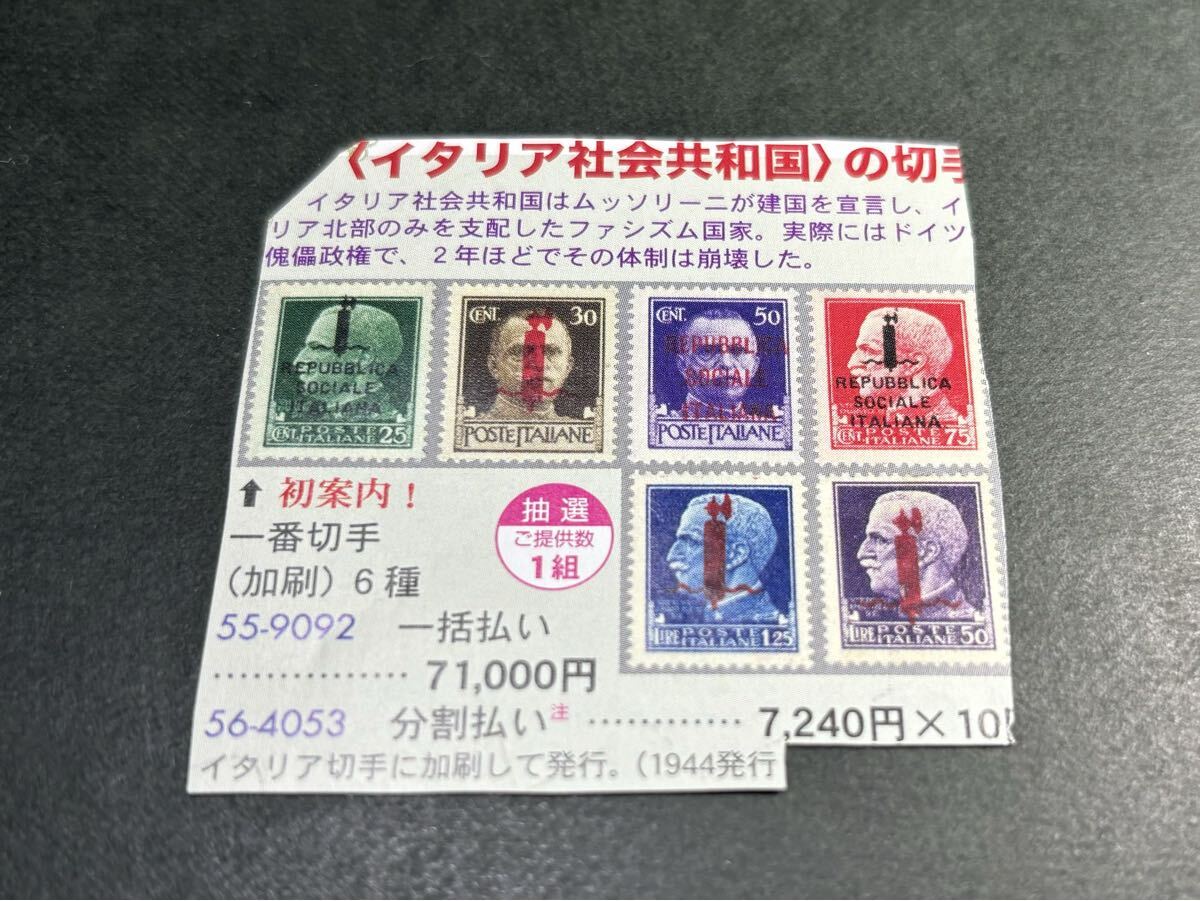 〈イタリア社会共和国〉の切手
イタリア社会共和国はムッソリーニが建国を宣言し、イ
リア北部のみを支配したファシズム国家。実際にはドイツ
傀儡政権で、2年ほどでその体制は崩壊した。
REPUBBLICA
SOCIALE
ITALIANA
CENT.
POSTE
ITALIANE
25
CENT.
30
POSTE ITALIANE
CENT.
50
REPUBBLICA
SOCIALE
ITALIANA
POSTE ITALIANE
REPUBBLICA
SOCIALE
ITALIANA
CENT.
POSTE
ITALIANE
75
⬆ 初案内!
一番切手
(加刷)6種
抽選
ご提供数
1組
LIRE
POSTE
ITALIANE
1.25
LIRE
POSTE
ITALIANE
50
55-9092 一括払い
…………… 71,000円
56-4053 分割払い注 ………… 7,240円×10
イタリア切手に加刷して発行。(1944発行